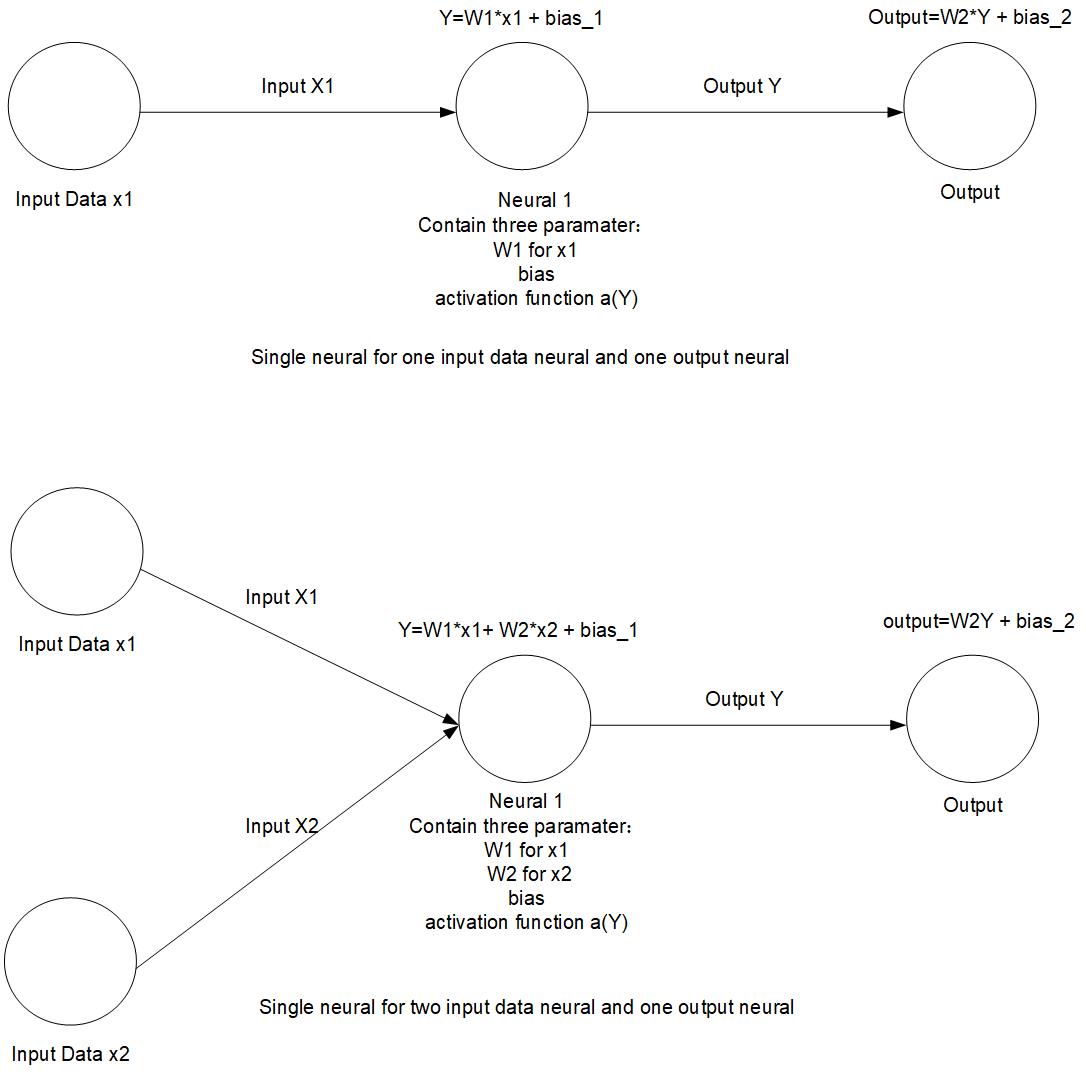 Y=W1*x1 + bias_1
Output=W2*Y + bias_2
Input X1
Output Y
Input Data x1
Neural 1
Contain three paramater：
W1 for x1
bias
activation function a(Y)
Output
Single neural for one input data neural and one output neural
Input X1
Input Data x1
Y=W1*x1+ W2*x2 + bias_1
output=W2Y + bias_2
Output Y
Input X2
Neural 1
Contain three paramater：
W1 for x1
W2 for x2
bias
activation function a(Y)
Output
Single neural for two input data neural and one output neural
Input Data x2